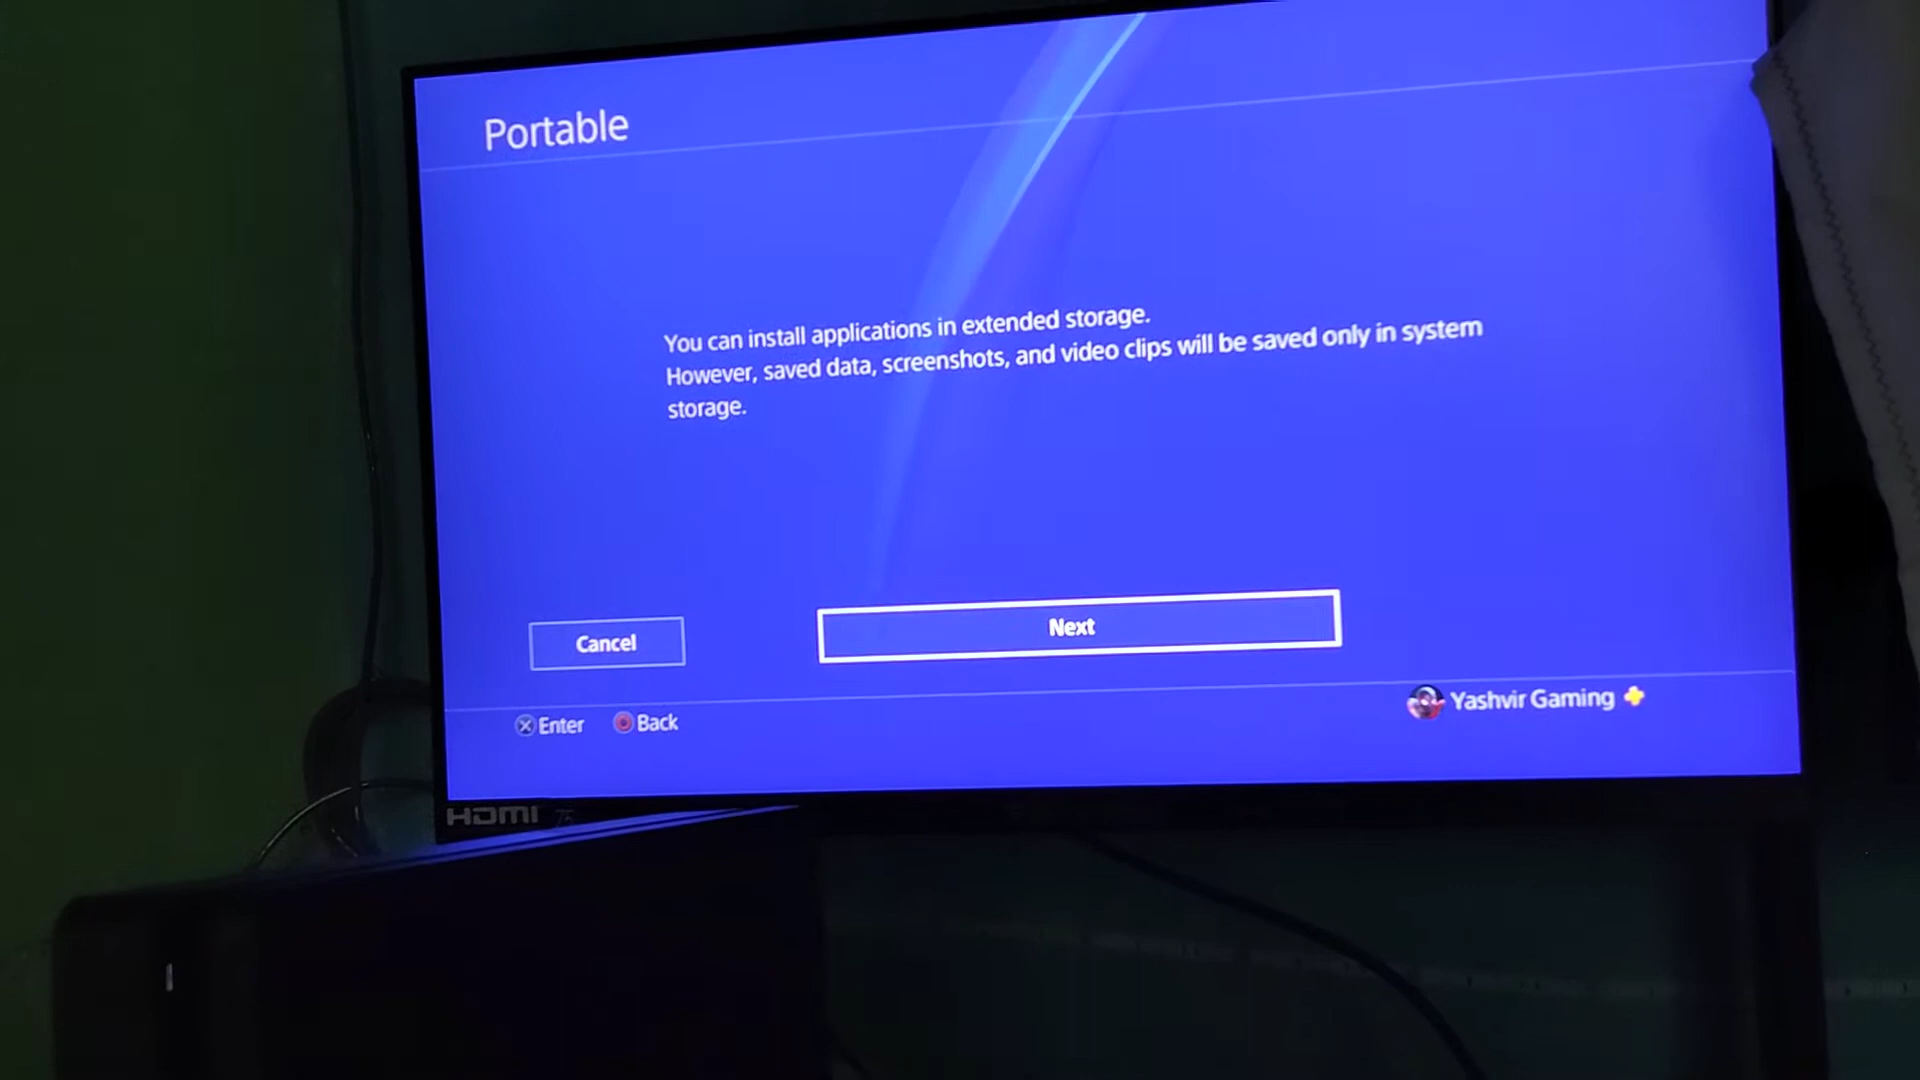 Portable
You can install applications in extended storage.
However, saved data, screenshots, and video clips will be saved only in system
storage.
Cancel
Next
Enter
Back
Yashvir Gaming
HDMI
75